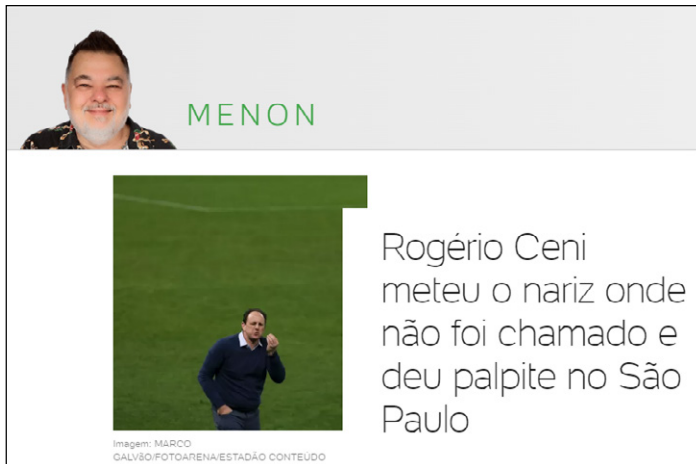 MENON
Rogério Ceni
meteu o nariz onde
não foi chamado e
deu palpite no São
Paulo
Imagem: MARCO
GALVãO/FOTOARENA/ESTADÃO CONTEÚDO